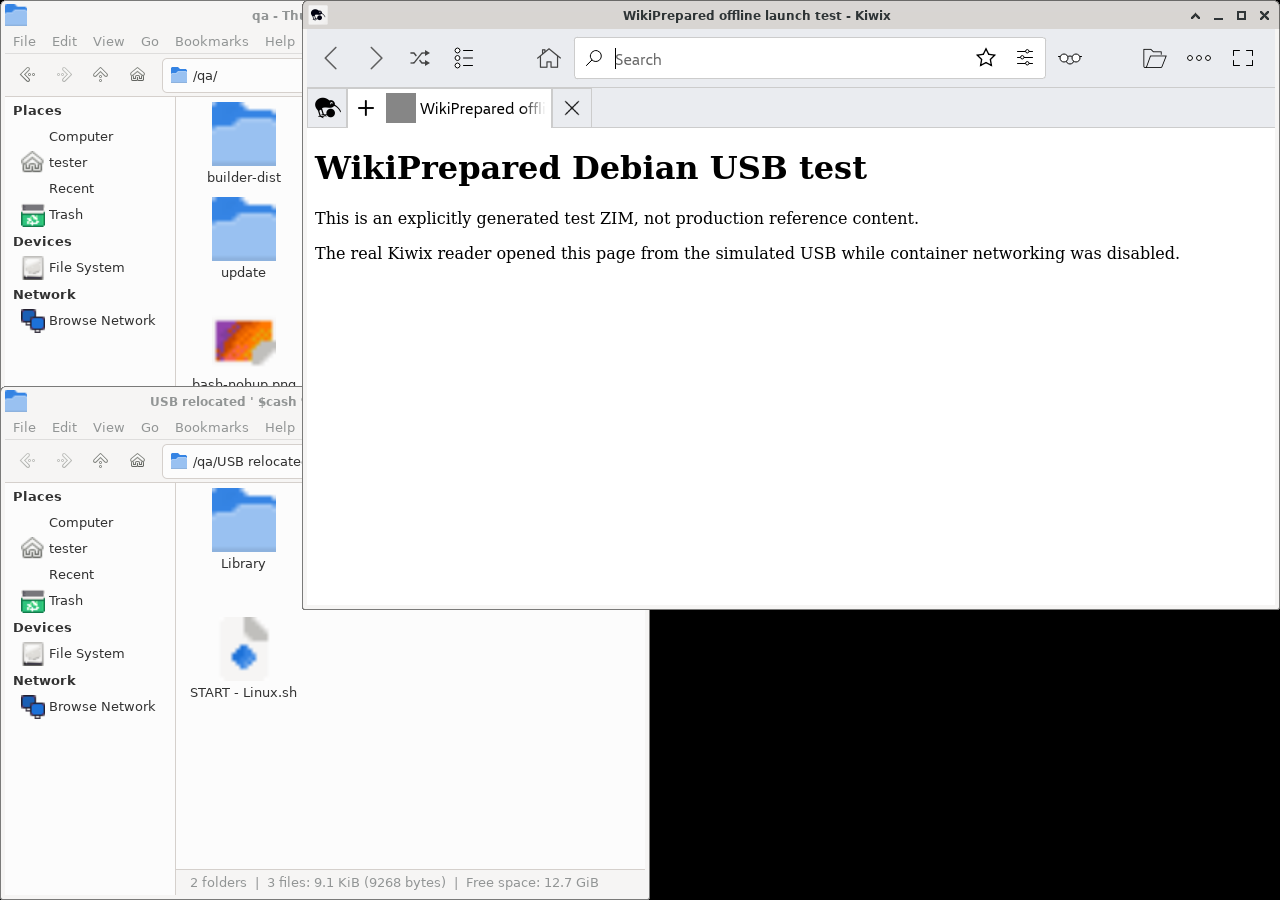 qa - Thu
File Edit View Go Bookmarks Help
/qa/
Places
Computer
tester
Recent
Trash
Devices
File System
Network
Browse Network
builder-dist
update
bash-nohup.png
USB relocated ' $cash
File Edit View Go Bookmarks Help
/qa/USB relocate
Places
Computer
tester
Recent
Trash
Devices
File System
Network
Browse Network
Library
START - Linux.sh
2 folders | 3 files: 9.1 KiB (9268 bytes) | Free space: 12.7 GiB
WikiPrepared offline launch test - Kiwix
Search
WikiPrepared offl
WikiPrepared Debian USB test
This is an explicitly generated test ZIM, not production reference content.
The real Kiwix reader opened this page from the simulated USB while container networking was disabled.